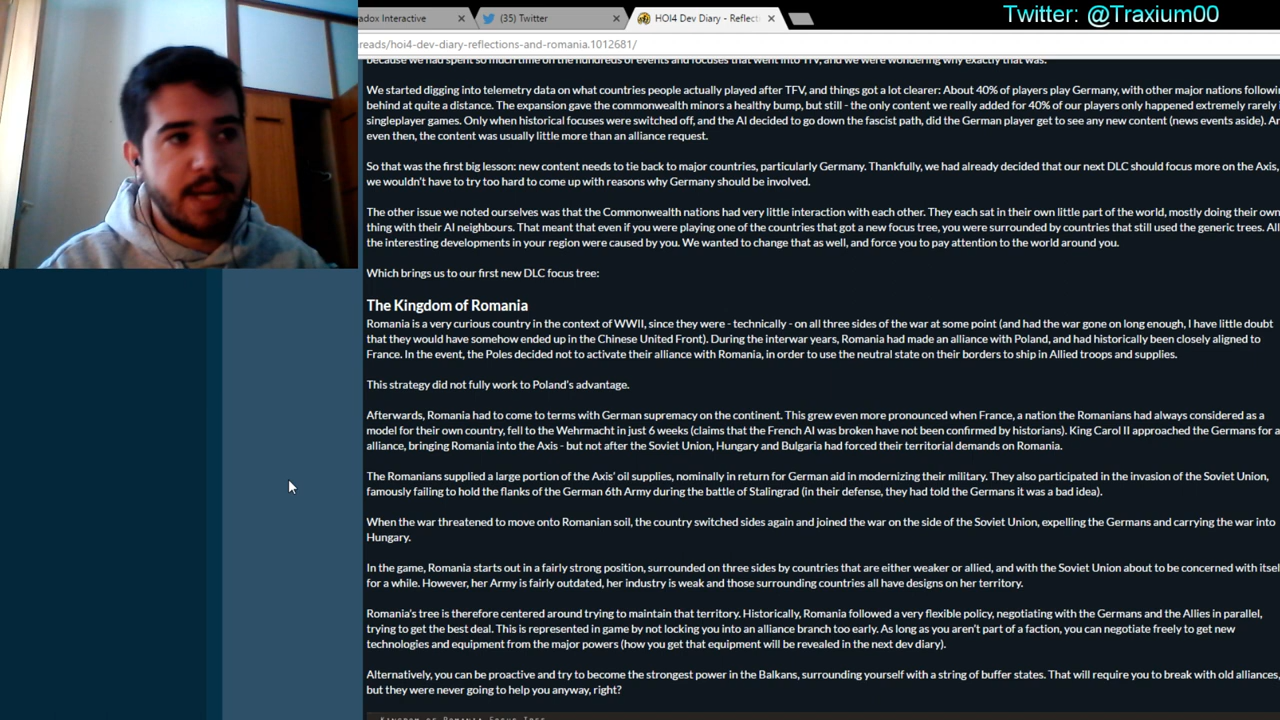 Twitter: @Traxium00
adox Interactive
(35) Twitter
HOI4 Dev Diary - Reflecti
reads/hoi4-dev-diary-reflections-and-romania.1012681/
because we had spent so much time on the hundreds of events and focuses that went into TFV, and we were wondering why exactly that was.
We started digging into telemetry data on what countries people actually played after TFV, and things got a lot clearer: About 40% of players play Germany, with other major nations followin
behind at quite a distance. The expansion gave the commonwealth minors a healthy bump, but still - the only content we really added for 40% of our players only happened extremely rarely
singleplayer games. Only when historical focuses were switched off, and the AI decided to go down the fascist path, did the German player get to see any new content (news events aside). An
even then, the content was usually little more than an alliance request.
So that was the first big lesson: new content needs to tie back to major countries, particularly Germany. Thankfully, we had already decided that our next DLC should focus more on the Axis,
we wouldn't have to try too hard to come up with reasons why Germany should be involved.
The other issue we noted ourselves was that the Commonwealth nations had very little interaction with each other. They each sat in their own little part of the world, mostly doing their own
thing with their AI neighbours. That meant that even if you were playing one of the countries that got a new focus tree, you were surrounded by countries that still used the generic trees. All
the interesting developments in your region were caused by you. We wanted to change that as well, and force you to pay attention to the world around you.
Which brings us to our first new DLC focus tree:
The Kingdom of Romania
Romania is a very curious country in the context of WWII, since they were - technically - on all three sides of the war at some point (and had the war gone on long enough, I have little doubt
that they would have somehow ended up in the Chinese United Front). During the interwar years, Romania had made an alliance with Poland, and had historically been closely aligned to
France. In the event, the Poles decided not to activate their alliance with Romania, in order to use the neutral state on their borders to ship in Allied troops and supplies.
This strategy did not fully work to Poland's advantage.
Afterwards, Romania had to come to terms with German supremacy on the continent. This grew even more pronounced when France, a nation the Romanians had always considered as a
model for their own country, fell to the Wehrmacht in just 6 weeks (claims that the French AI was broken have not been confirmed by historians). King Carol II approached the Germans for a
alliance, bringing Romania into the Axis - but not after the Soviet Union, Hungary and Bulgaria had forced their territorial demands on Romania.
The Romanians supplied a large portion of the Axis' oil supplies, nominally in return for German aid in modernizing their military. They also participated in the invasion of the Soviet Union,
famously failing to hold the flanks of the German 6th Army during the battle of Stalingrad (in their defense, they had told the Germans it was a bad idea).
When the war threatened to move onto Romanian soil, the country switched sides again and joined the war on the side of the Soviet Union, expelling the Germans and carrying the war into
Hungary.
In the game, Romania starts out in a fairly strong position, surrounded on three sides by countries that are either weaker or allied, and with the Soviet Union about to be concerned with itsel
for a while. However, her Army is fairly outdated, her industry is weak and those surrounding countries all have designs on her territory.
Romania's tree is therefore centered around trying to maintain that territory. Historically, Romania followed a very flexible policy, negotiating with the Germans and the Allies in parallel,
trying to get the best deal. This is represented in game by not locking you into an alliance branch too early. As long as you aren't part of a faction, you can negotiate freely to get new
technologies and equipment from the major powers (how you get that equipment will be revealed in the next dev diary).
Alternatively, you can be proactive and try to become the strongest power in the Balkans, surrounding yourself with a string of buffer states. That will require you to break with old alliances,
but they were never going to help you anyway, right?